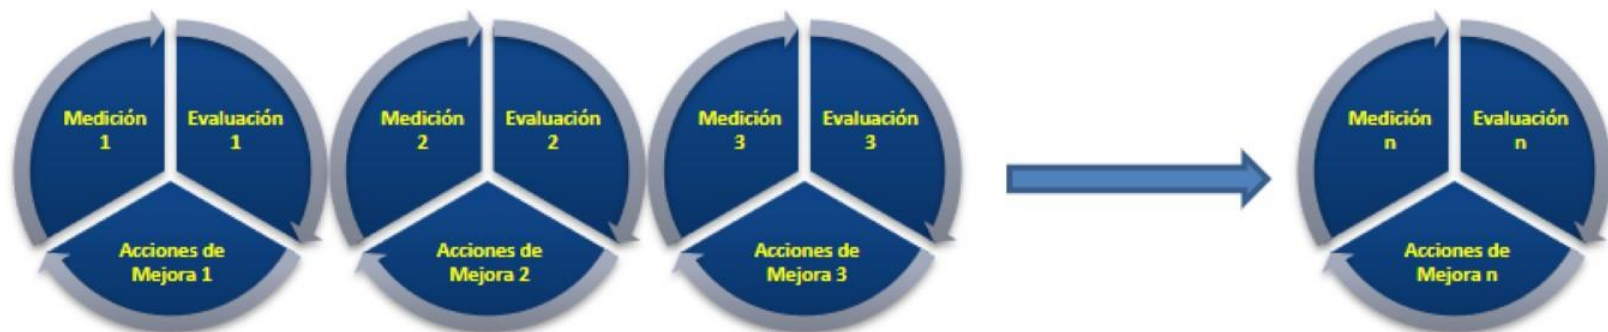 Medición
1
Evaluación
1
Acciones de
Mejora 1
Medición
2
Evaluación
2
Acciones de
Mejora 2
Medición
3
Evaluación
3
Acciones de
Mejora 3
Medición
n
Evaluación
n
Acciones de
Mejora n